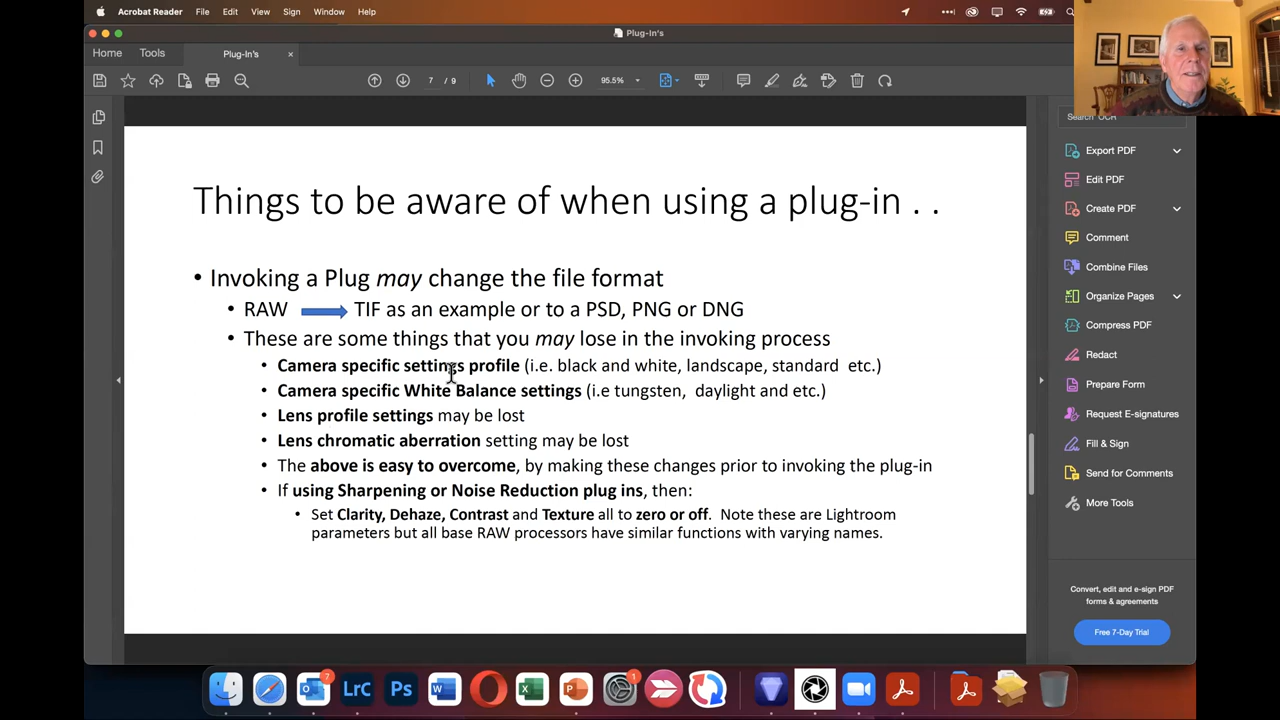 Acrobat Reader File Edit View Sign Window Help
Plug-In's
Home Tools Plug-In's ×
7 / 9 95.5%
Search 'OCR'
Things to be aware of when using a plug-in . .
• Invoking a Plug may change the file format
• RAW TIF as an example or to a PSD, PNG or DNG
• These are some things that you may lose in the invoking process
• Camera specific settings profile (i.e. black and white, landscape, standard etc.)
• Camera specific White Balance settings (i.e tungsten, daylight and etc.)
• Lens profile settings may be lost
• Lens chromatic aberration setting may be lost
• The above is easy to overcome, by making these changes prior to invoking the plug-in
• If using Sharpening or Noise Reduction plug ins, then:
• Set Clarity, Dehaze, Contrast and Texture all to zero or off. Note these are Lightroom
parameters but all base RAW processors have similar functions with varying names.
Export PDF
Edit PDF
Create PDF
Comment
Combine Files
Organize Pages
Compress PDF
Redact
Prepare Form
Request E-signatures
Fill & Sign
Send for Comments
More Tools
Convert, edit and e-sign PDF
forms & agreements
Free 7-Day Trial
7 LrC Ps W X P 1